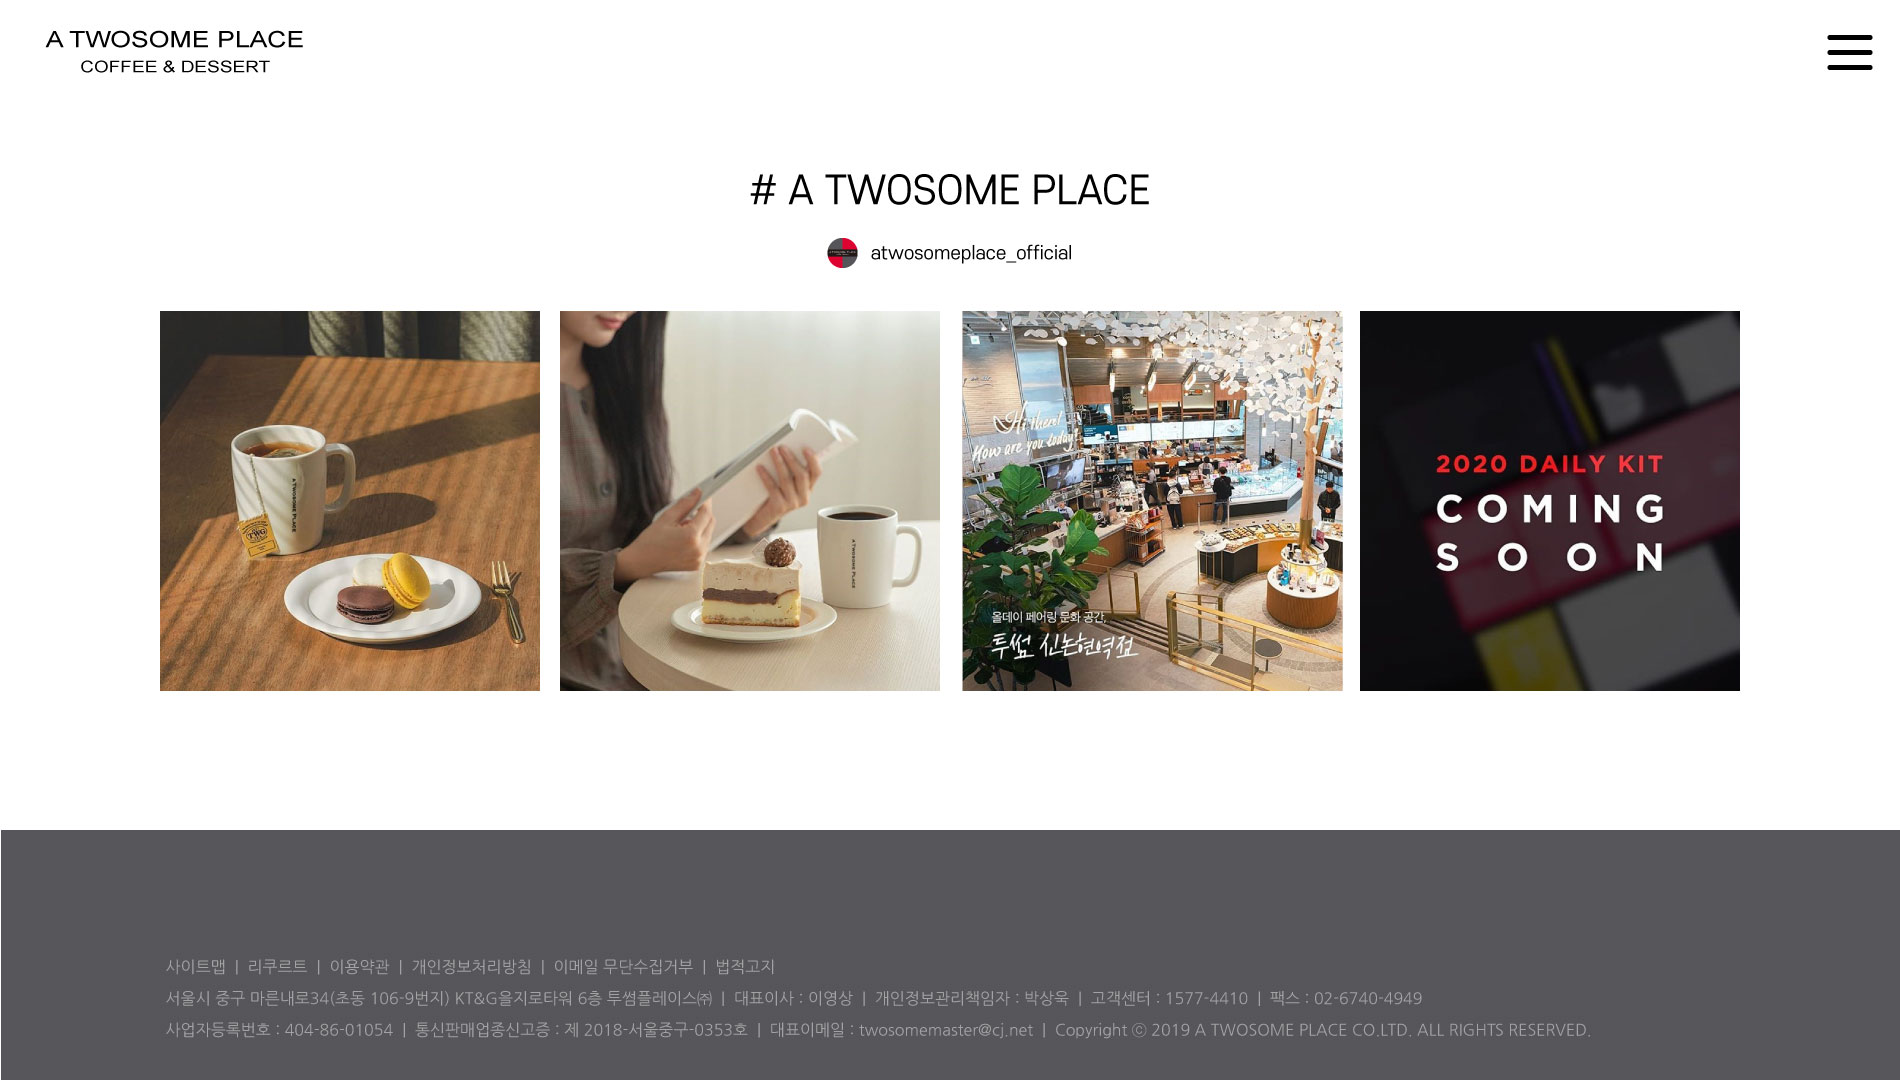 A TWOSOME PLACE
COFFEE & DESSERT
# A TWOSOME PLACE
atwosomeplace_official
A TWOSOME PLACE
TWG
A TWOSOME PLACE
Hi there!
How are you today?
올데이 페어링 문화 공간,
투썸 신논현역점
2020 DAILY KIT
COMING
SOON
사이트맵 | 리쿠르트 | 이용약관 | 개인정보처리방침 | 이메일 무단수집거부 | 법적고지
서울시 중구 마른내로34(초동 106-9번지) KT&G을지로타워 6층 투썸플레이스㈜ | 대표이사 : 이영상 | 개인정보관리책임자 : 박상욱 | 고객센터 : 1577-4410 | 팩스 : 02-6740-4949
사업자등록번호 : 404-86-01054 | 통신판매업종신고증 : 제 2018-서울중구-0353호 | 대표이메일 : twosomemaster@cj.net | Copyright ⓒ 2019 A TWOSOME PLACE CO.LTD. ALL RIGHTS RESERVED.